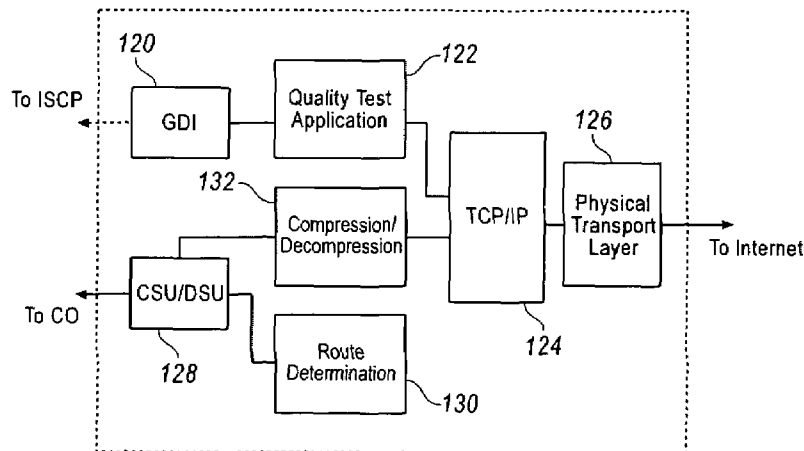 120
122
To ISCP
GDI
Quality Test
Application
126
132
TCP/IP
Physical
Transport
Layer
Compression/
Decompression
To Internet
CSU/DSU
To CO
124
128
Route
Determination
130